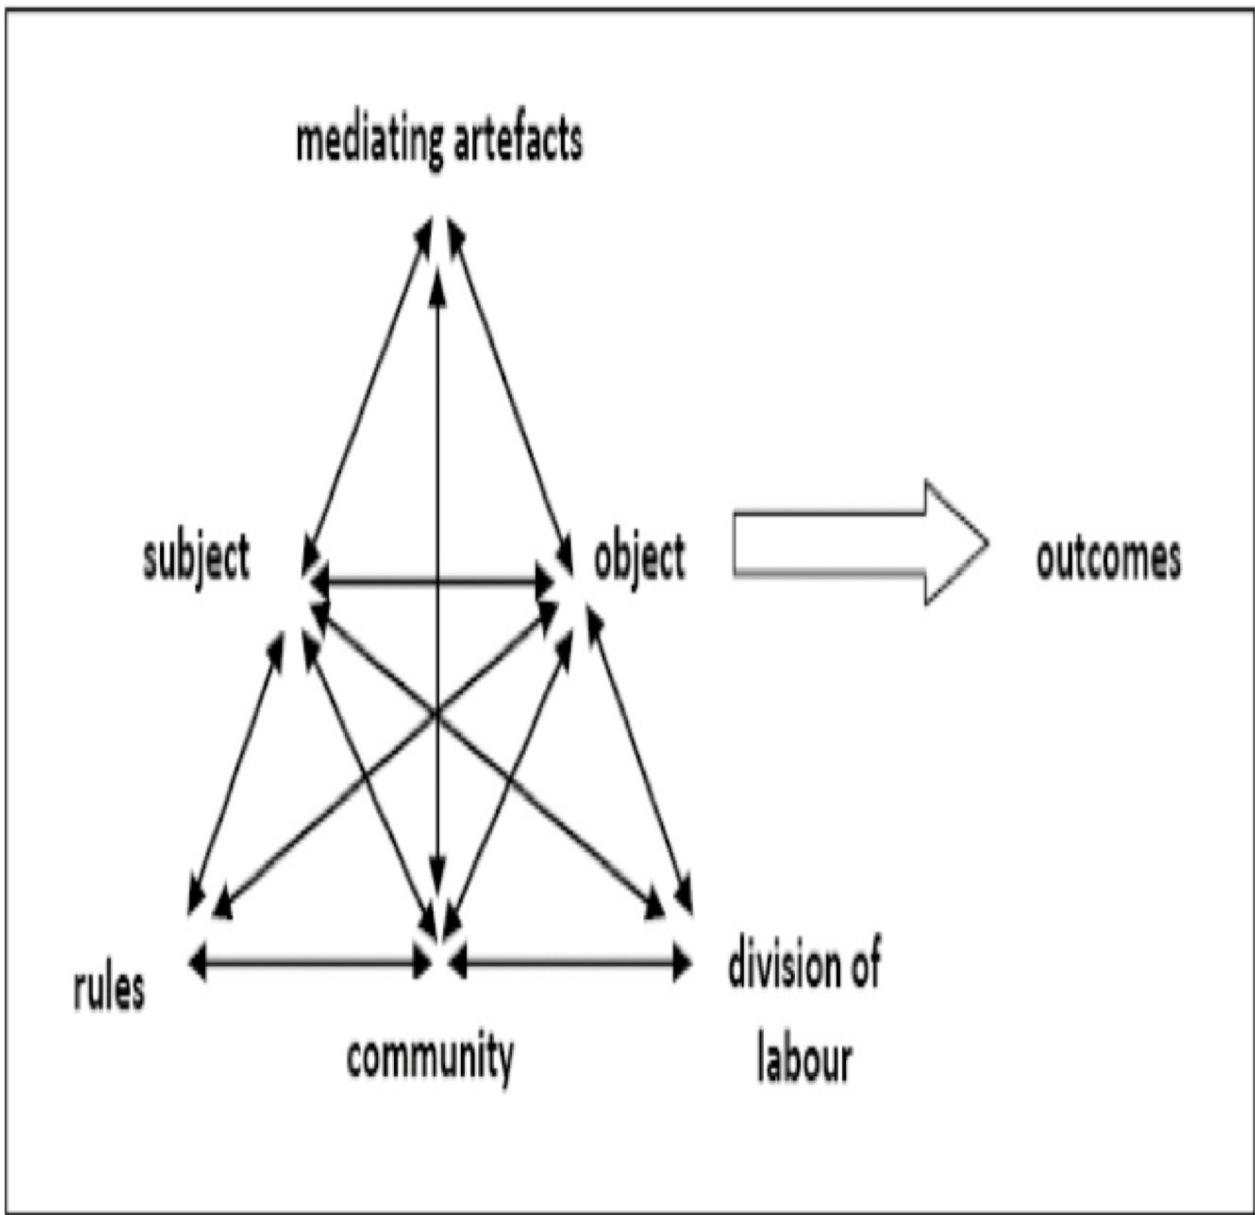 mediating artefacts
subject
object
outcomes
rules
community
division of
labour